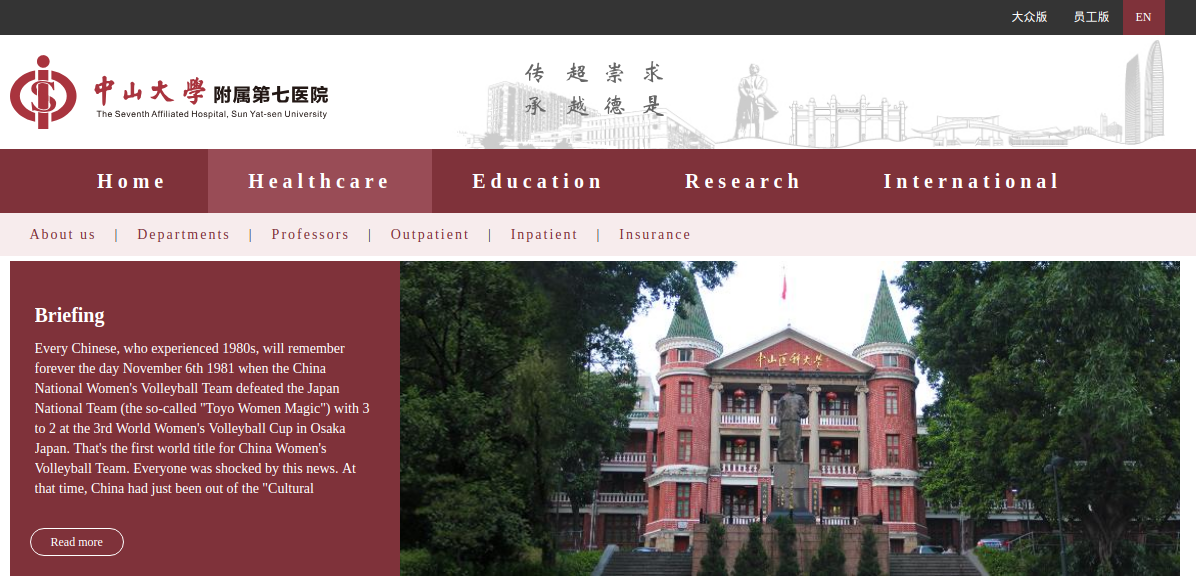 大众版 员工版 EN
中山大學 附属第七医院
The Seventh Affiliated Hospital, Sun Yat-sen University
传 超 崇 求
承 越 德 是
Home Healthcare Education Research International
About us | Departments | Professors | Outpatient | Inpatient | Insurance
Briefing
Every Chinese, who experienced 1980s, will remember
forever the day November 6th 1981 when the China
National Women's Volleyball Team defeated the Japan
National Team (the so-called "Toyo Women Magic") with 3
to 2 at the 3rd World Women's Volleyball Cup in Osaka
Japan. That's the first world title for China Women's
Volleyball Team. Everyone was shocked by this news. At
that time, China had just been out of the "Cultural
Read more
中山医科大学